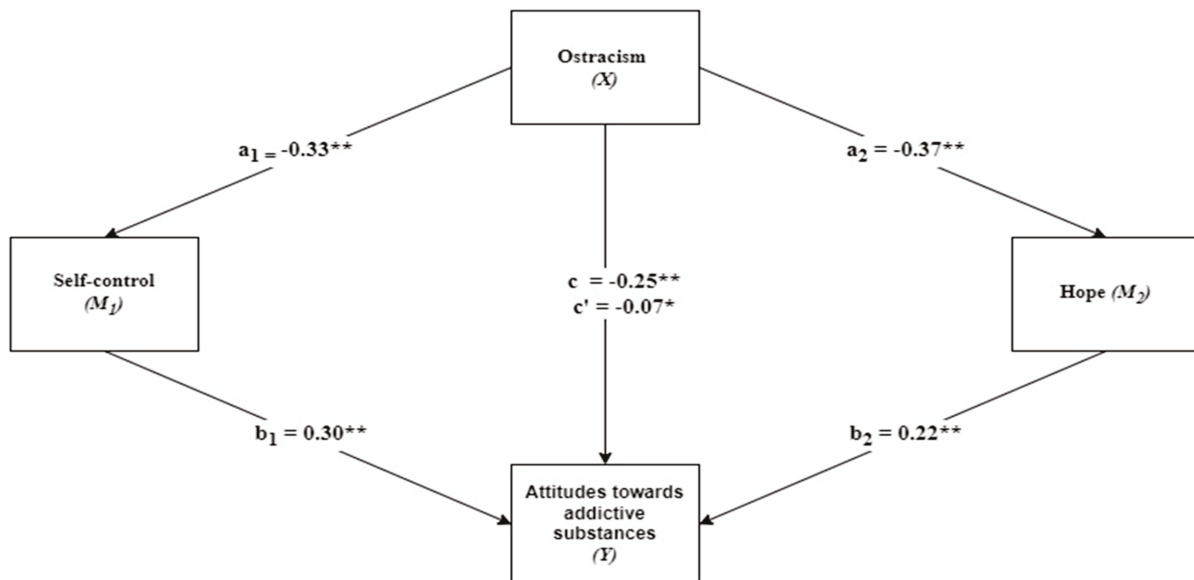 Ostracism
(X)
a1 = -0.33**
a2 = -0.37**
Self-control
(M1)
c = -0.25**
c' = -0.07*
Hope (M2)
b1 = 0.30**
b2 = 0.22**
Attitudes towards
addictive
substances
(Y)